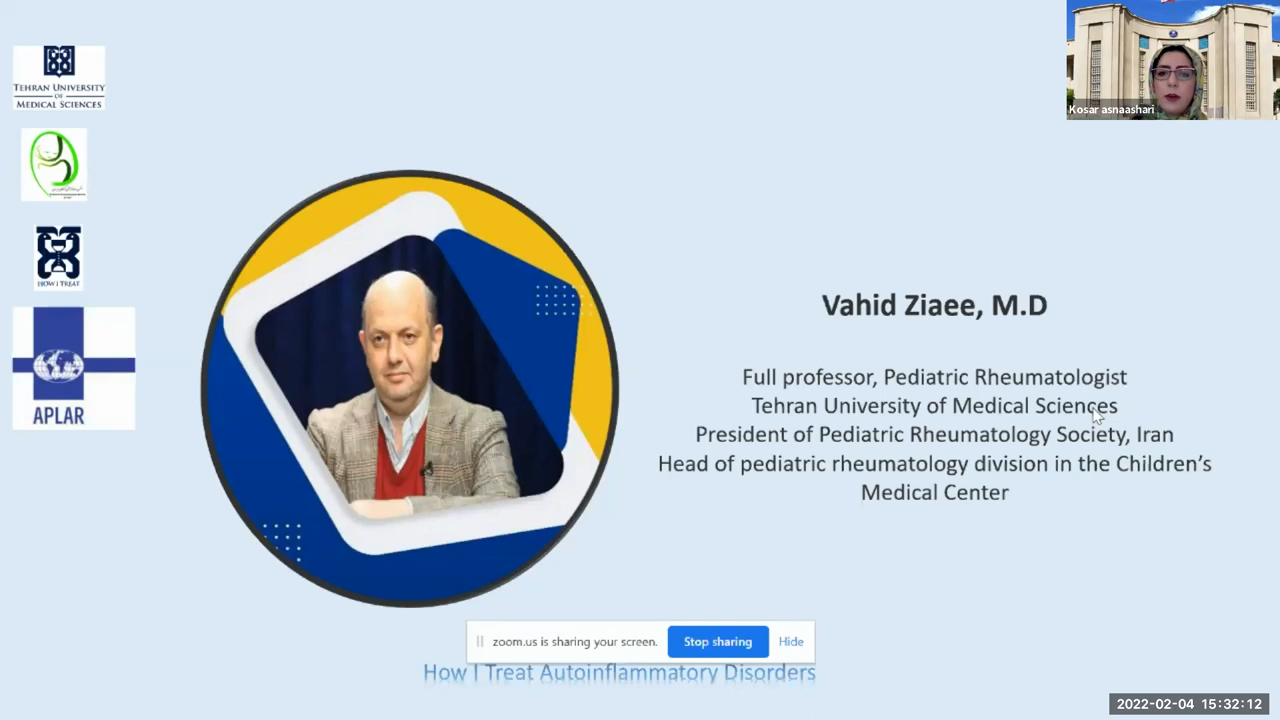 TEHRAN UNIVERSITY
OF
MEDICAL SCIENCES
HOW I TREAT
APLAR
Kosar asnaashari
Vahid Ziaee, M.D
Full professor, Pediatric Rheumatologist
Tehran University of Medical Sciences
President of Pediatric Rheumatology Society, Iran
Head of pediatric rheumatology division in the Children’s
Medical Center
zoom.us is sharing your screen.
Stop sharing
Hide
How I Treat Autoinflammatory Disorders
2022-02-04 15:32:12